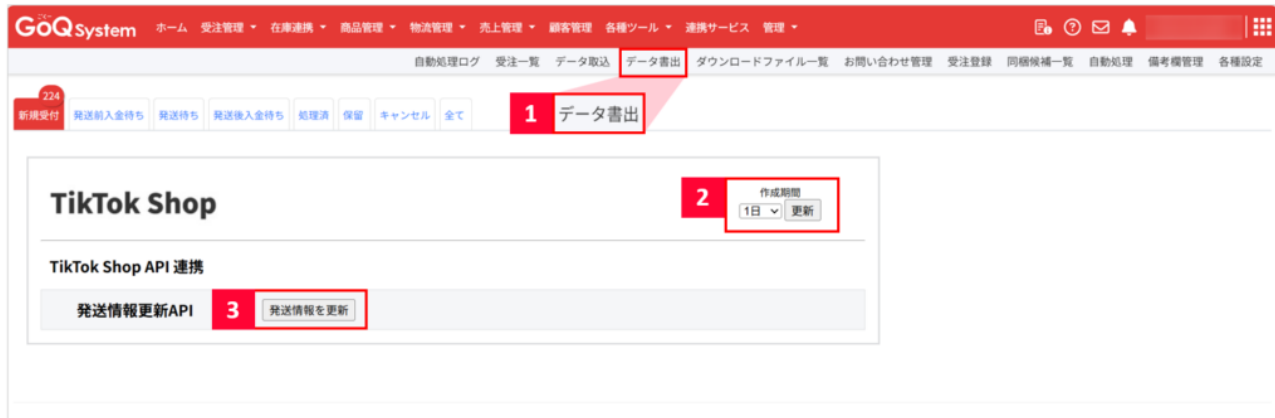 ごくー
GoQSystem ホーム 受注管理 在庫連携 商品管理 物流管理 売上管理 顧客管理 各種ツール 連携サービス 管理
自動処理ログ 受注一覧 データ取込 データ書出 ダウンロードファイル一覧 お問い合わせ管理 受注登録 同梱候補一覧 自動処理 備考欄管理 各種設定
224
新規受付 発送前入金待ち 発送待ち 発送後入金待ち 処理済 保留 キャンセル 全て
1 データ書出
TikTok Shop
2 作成期間
1日 更新
TikTok Shop API 連携
発送情報更新API 3 発送情報を更新